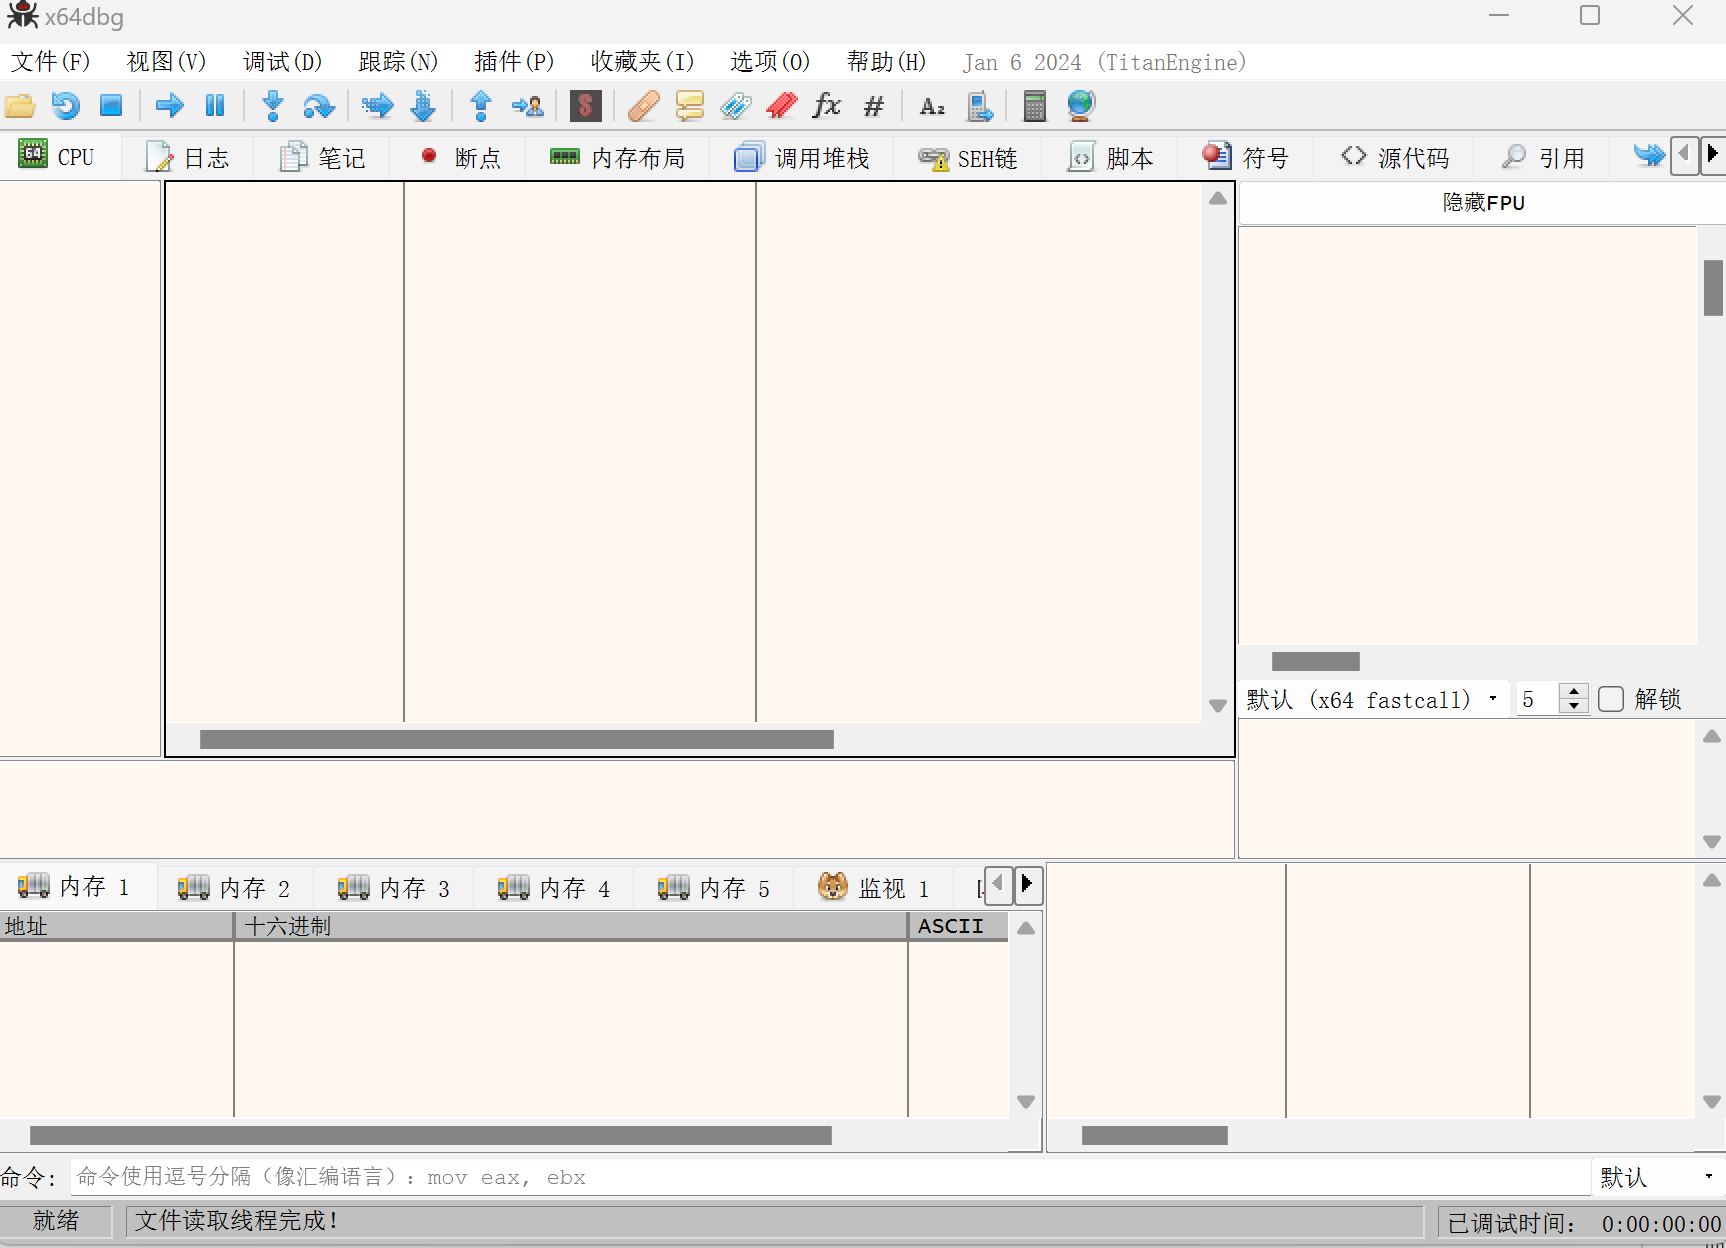 x64dbg
文件(F) 视图(V) 调试(D) 跟踪(N) 插件(P) 收藏夹(I) 选项(O) 帮助(H) Jan 6 2024 (TitanEngine)
S fx # Az
64 CPU 日志 笔记 断点 内存布局 调用堆栈 SEH链 脚本 符号 源代码 引用
隐藏FPU
默认 (x64 fastcall) 5 解锁
内存 1 内存 2 内存 3 内存 4 内存 5 监视 1
地址 十六进制 ASCII
命令: 命令使用逗号分隔（像汇编语言）: mov eax, ebx 默认
就绪 文件读取线程完成! 已调试时间: 0:00:00:00